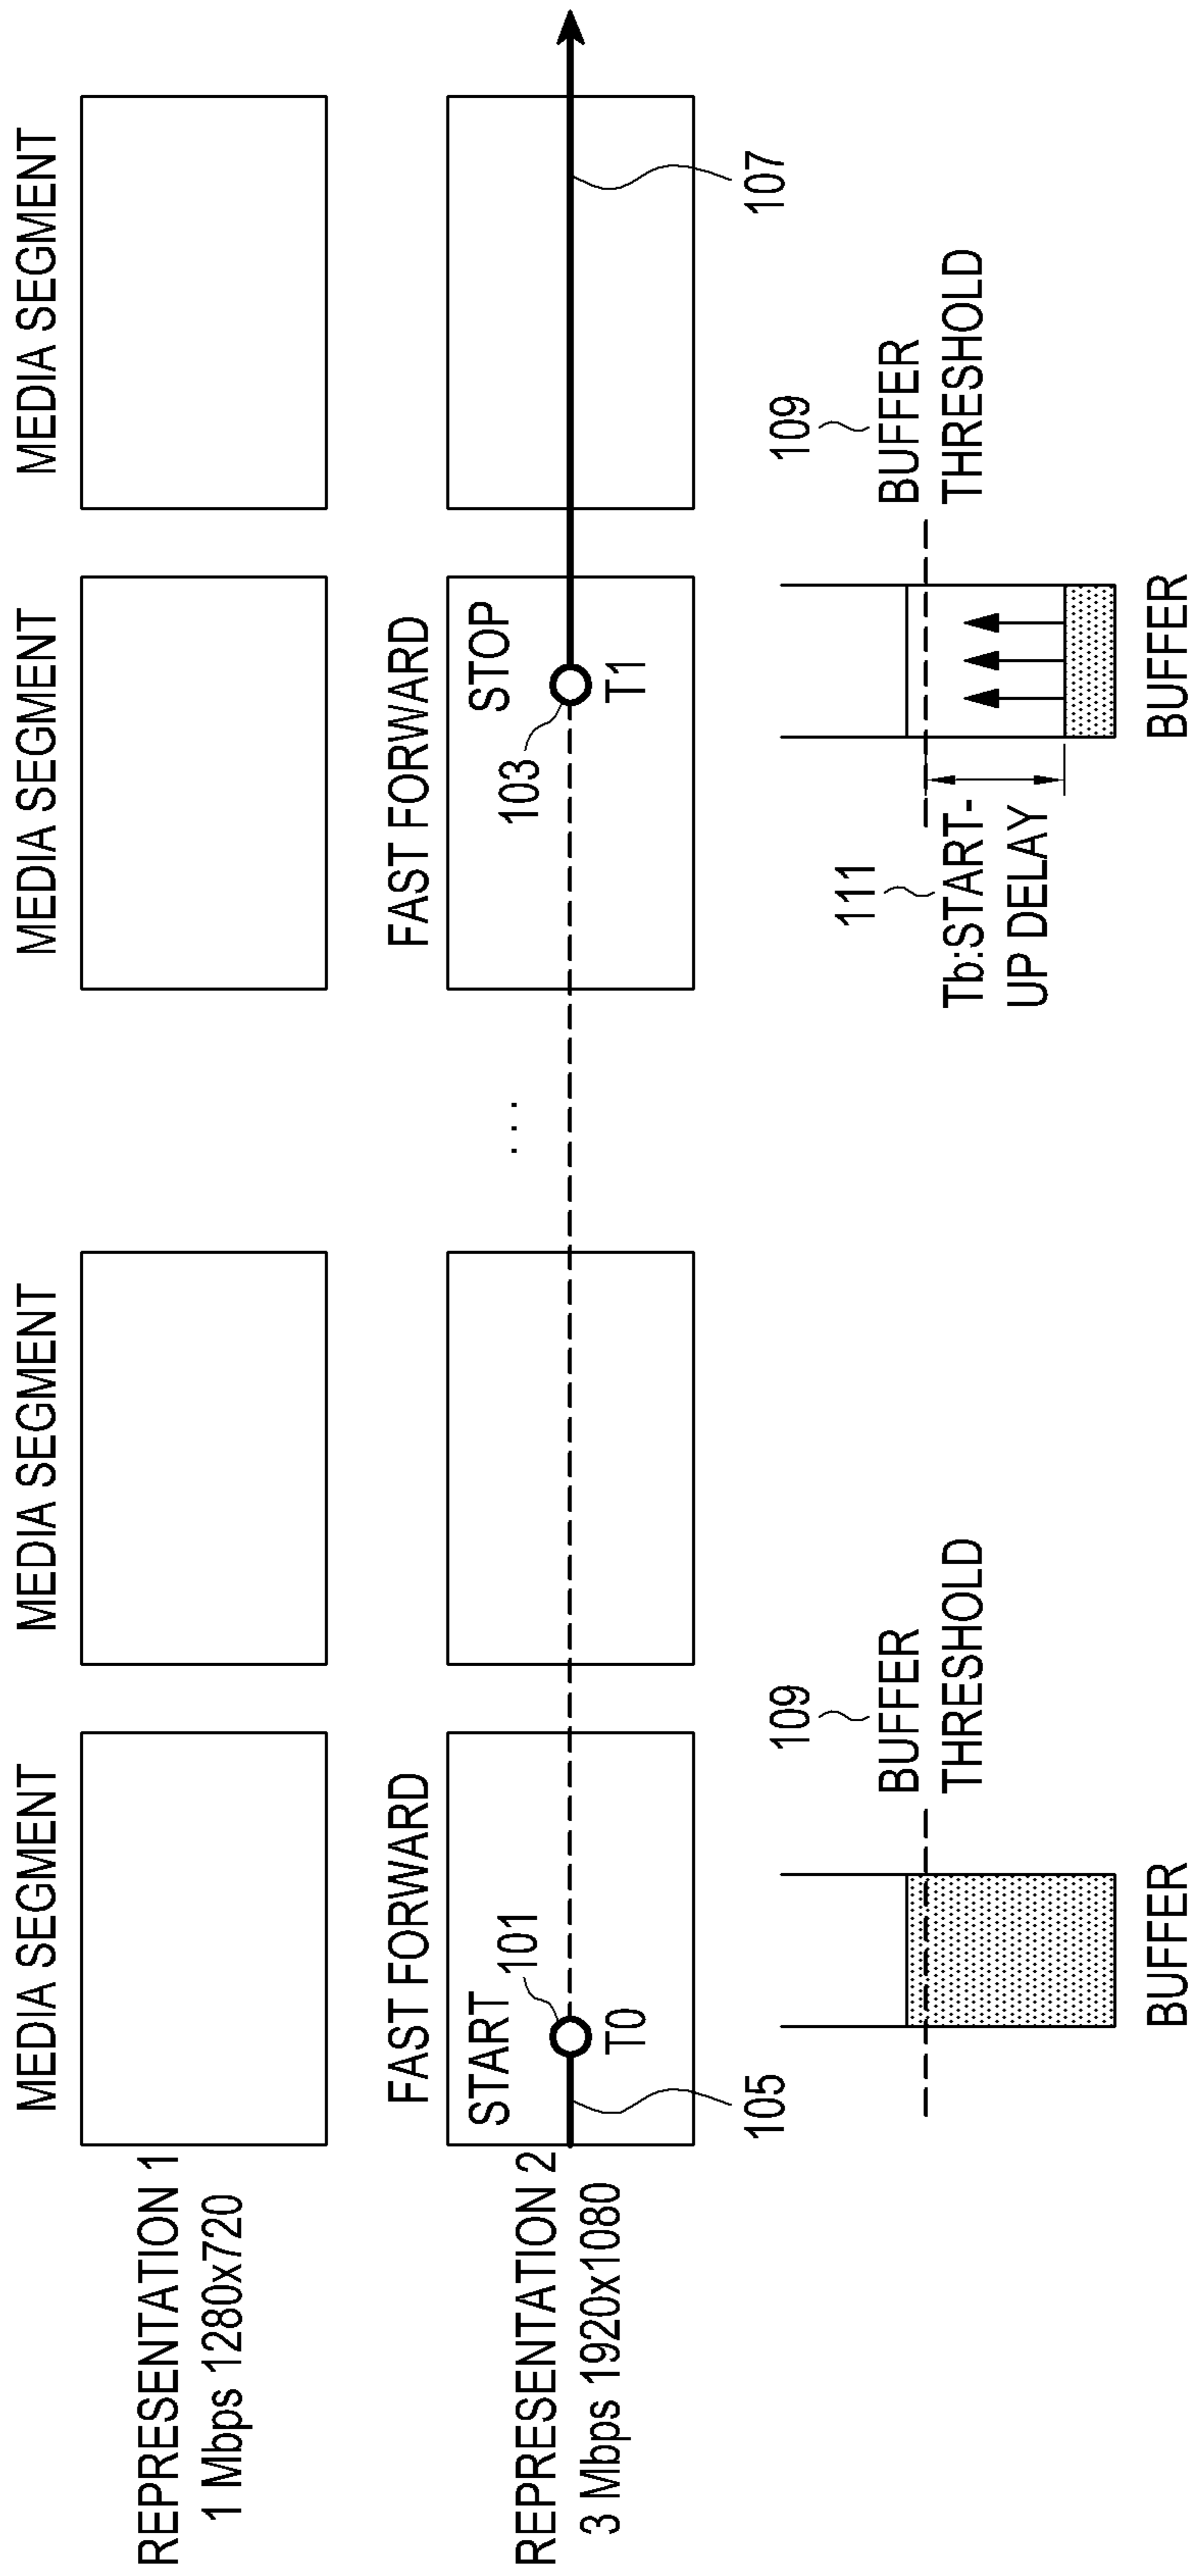 MEDIA SEGMENT
MEDIA SEGMENT
MEDIA SEGMENT
MEDIA SEGMENT
REPRESENTATION 1
1 Mbps 1280x720
FAST FORWARD
FAST FORWARD
REPRESENTATION 2
3 Mbps 1920x1080
START
101
T0
105
. . .
STOP
103
T1
107
109
BUFFER
THRESHOLD
BUFFER
111
Tb:START-
UP DELAY
109
BUFFER
THRESHOLD
BUFFER